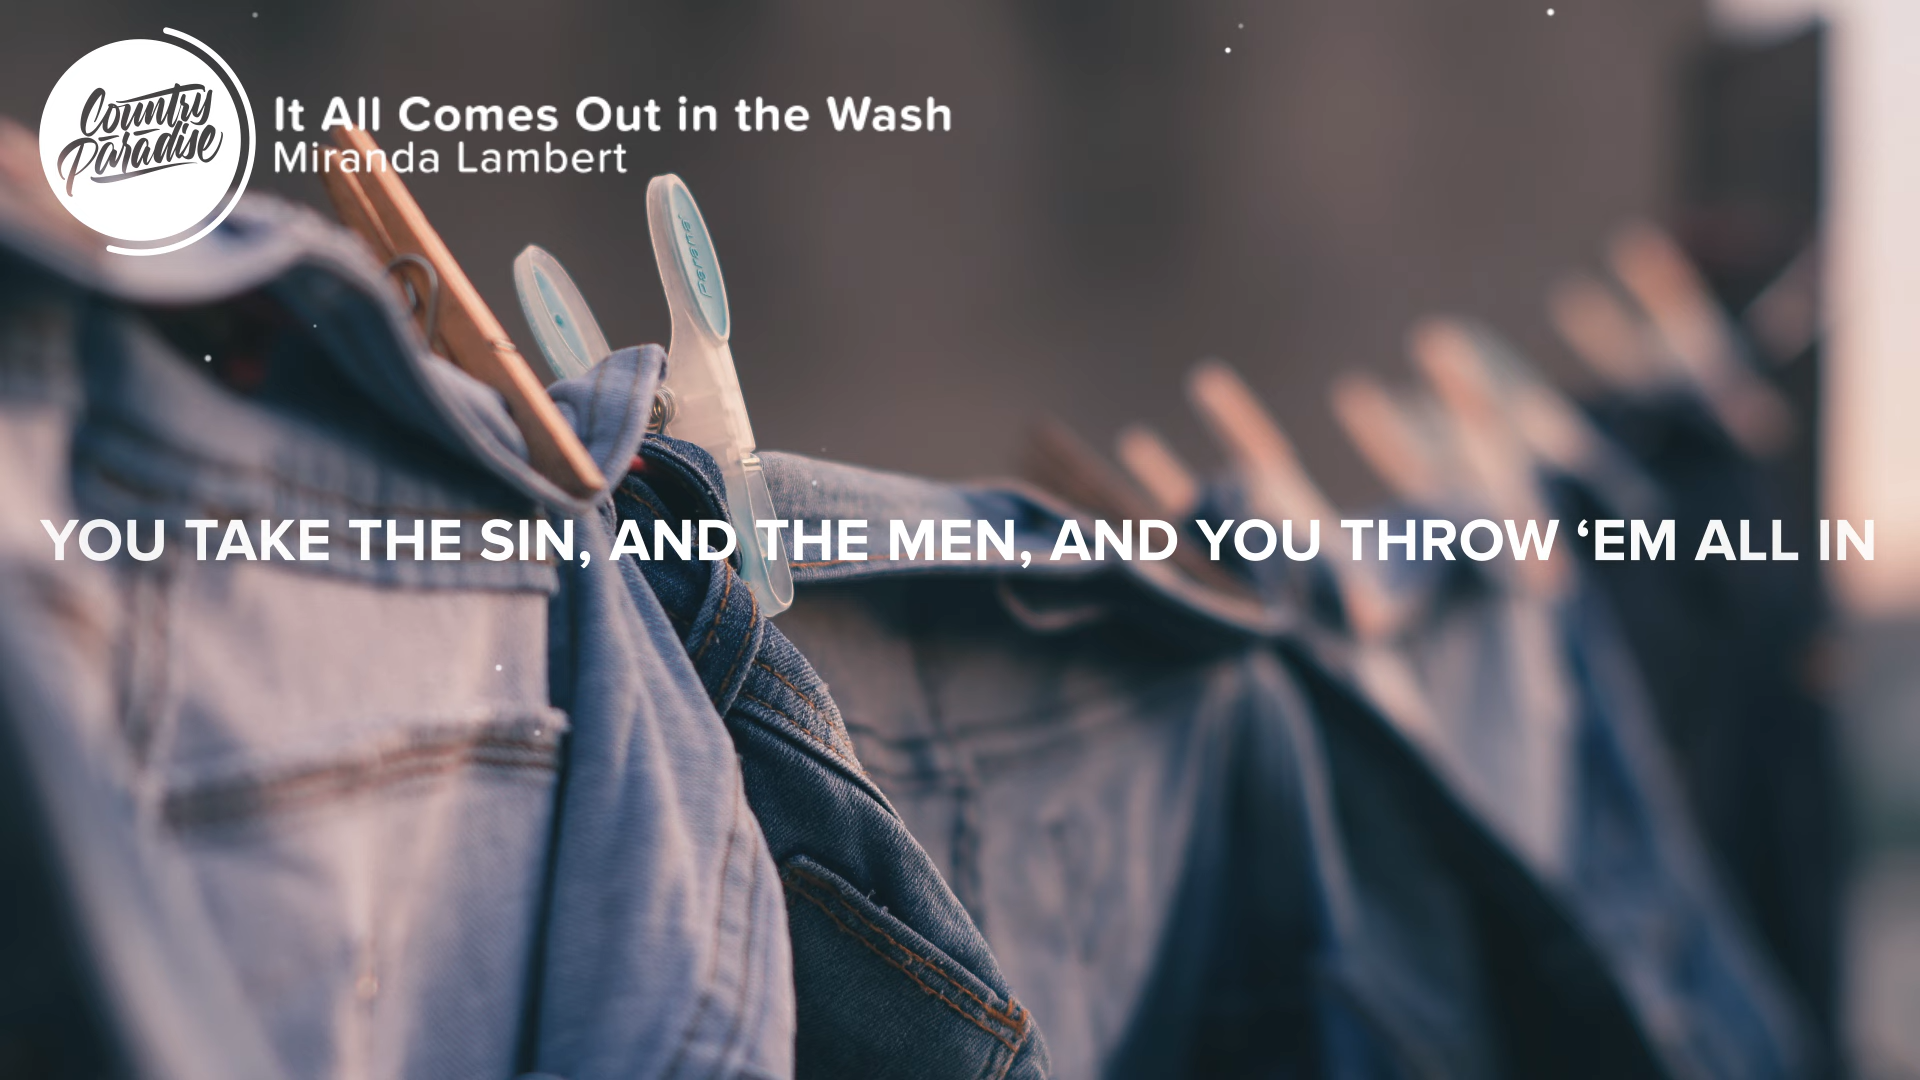 Country
Paradise
It All Comes Out in the Wash
Miranda Lambert
YOU TAKE THE SIN, AND THE MEN, AND YOU THROW ‘EM ALL IN